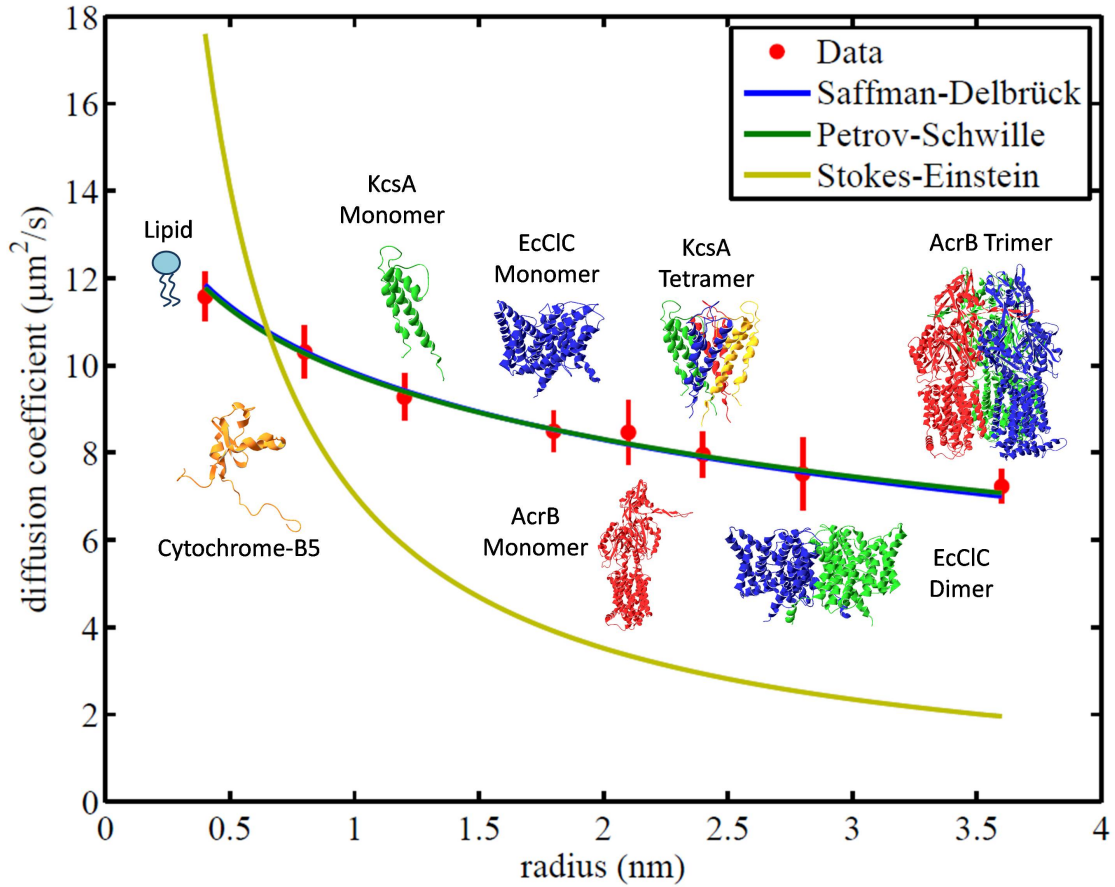 18
16
14
12
10
8
6
4
2
0
diffusion coefficient (µm²/s)
Data
Saffman-Delbrück
Petrov-Schwille
Stokes-Einstein
Lipid
KcsA
Monomer
EcClC
Monomer
KcsA
Tetramer
AcrB Trimer
Cytochrome-B5
AcrB
Monomer
EcClC
Dimer
0
0.5
1
1.5
2
2.5
3
3.5
4
radius (nm)